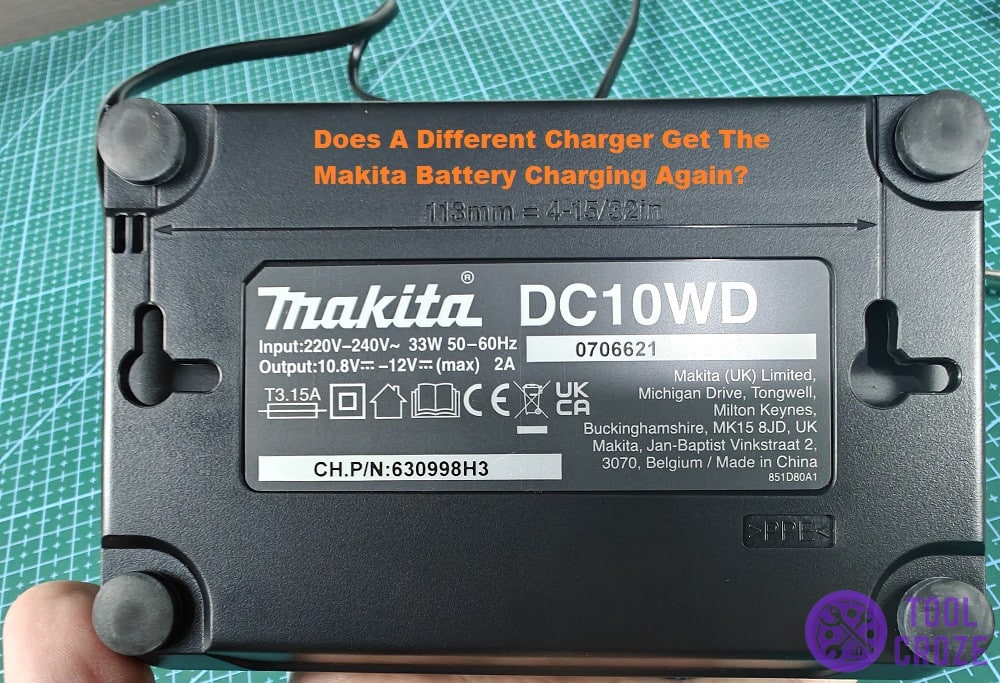 Does A Different Charger Get The
Makita Battery Charging Again?
113mm = 4-15/32in
makita® DC10WD
Input:220V–240V~ 33W 50–60Hz
Output:10.8V⎓ –12V⎓(max) 2A
0706621
T3.15A
CE
UK
CA
Makita (UK) Limited,
Michigan Drive, Tongwell,
Milton Keynes,
Buckinghamshire, MK15 8JD, UK
Makita, Jan-Baptist Vinkstraat 2,
3070, Belgium / Made in China
851D80A1
CH.P/N:630998H3
>PPE<
TOOL
CROZE